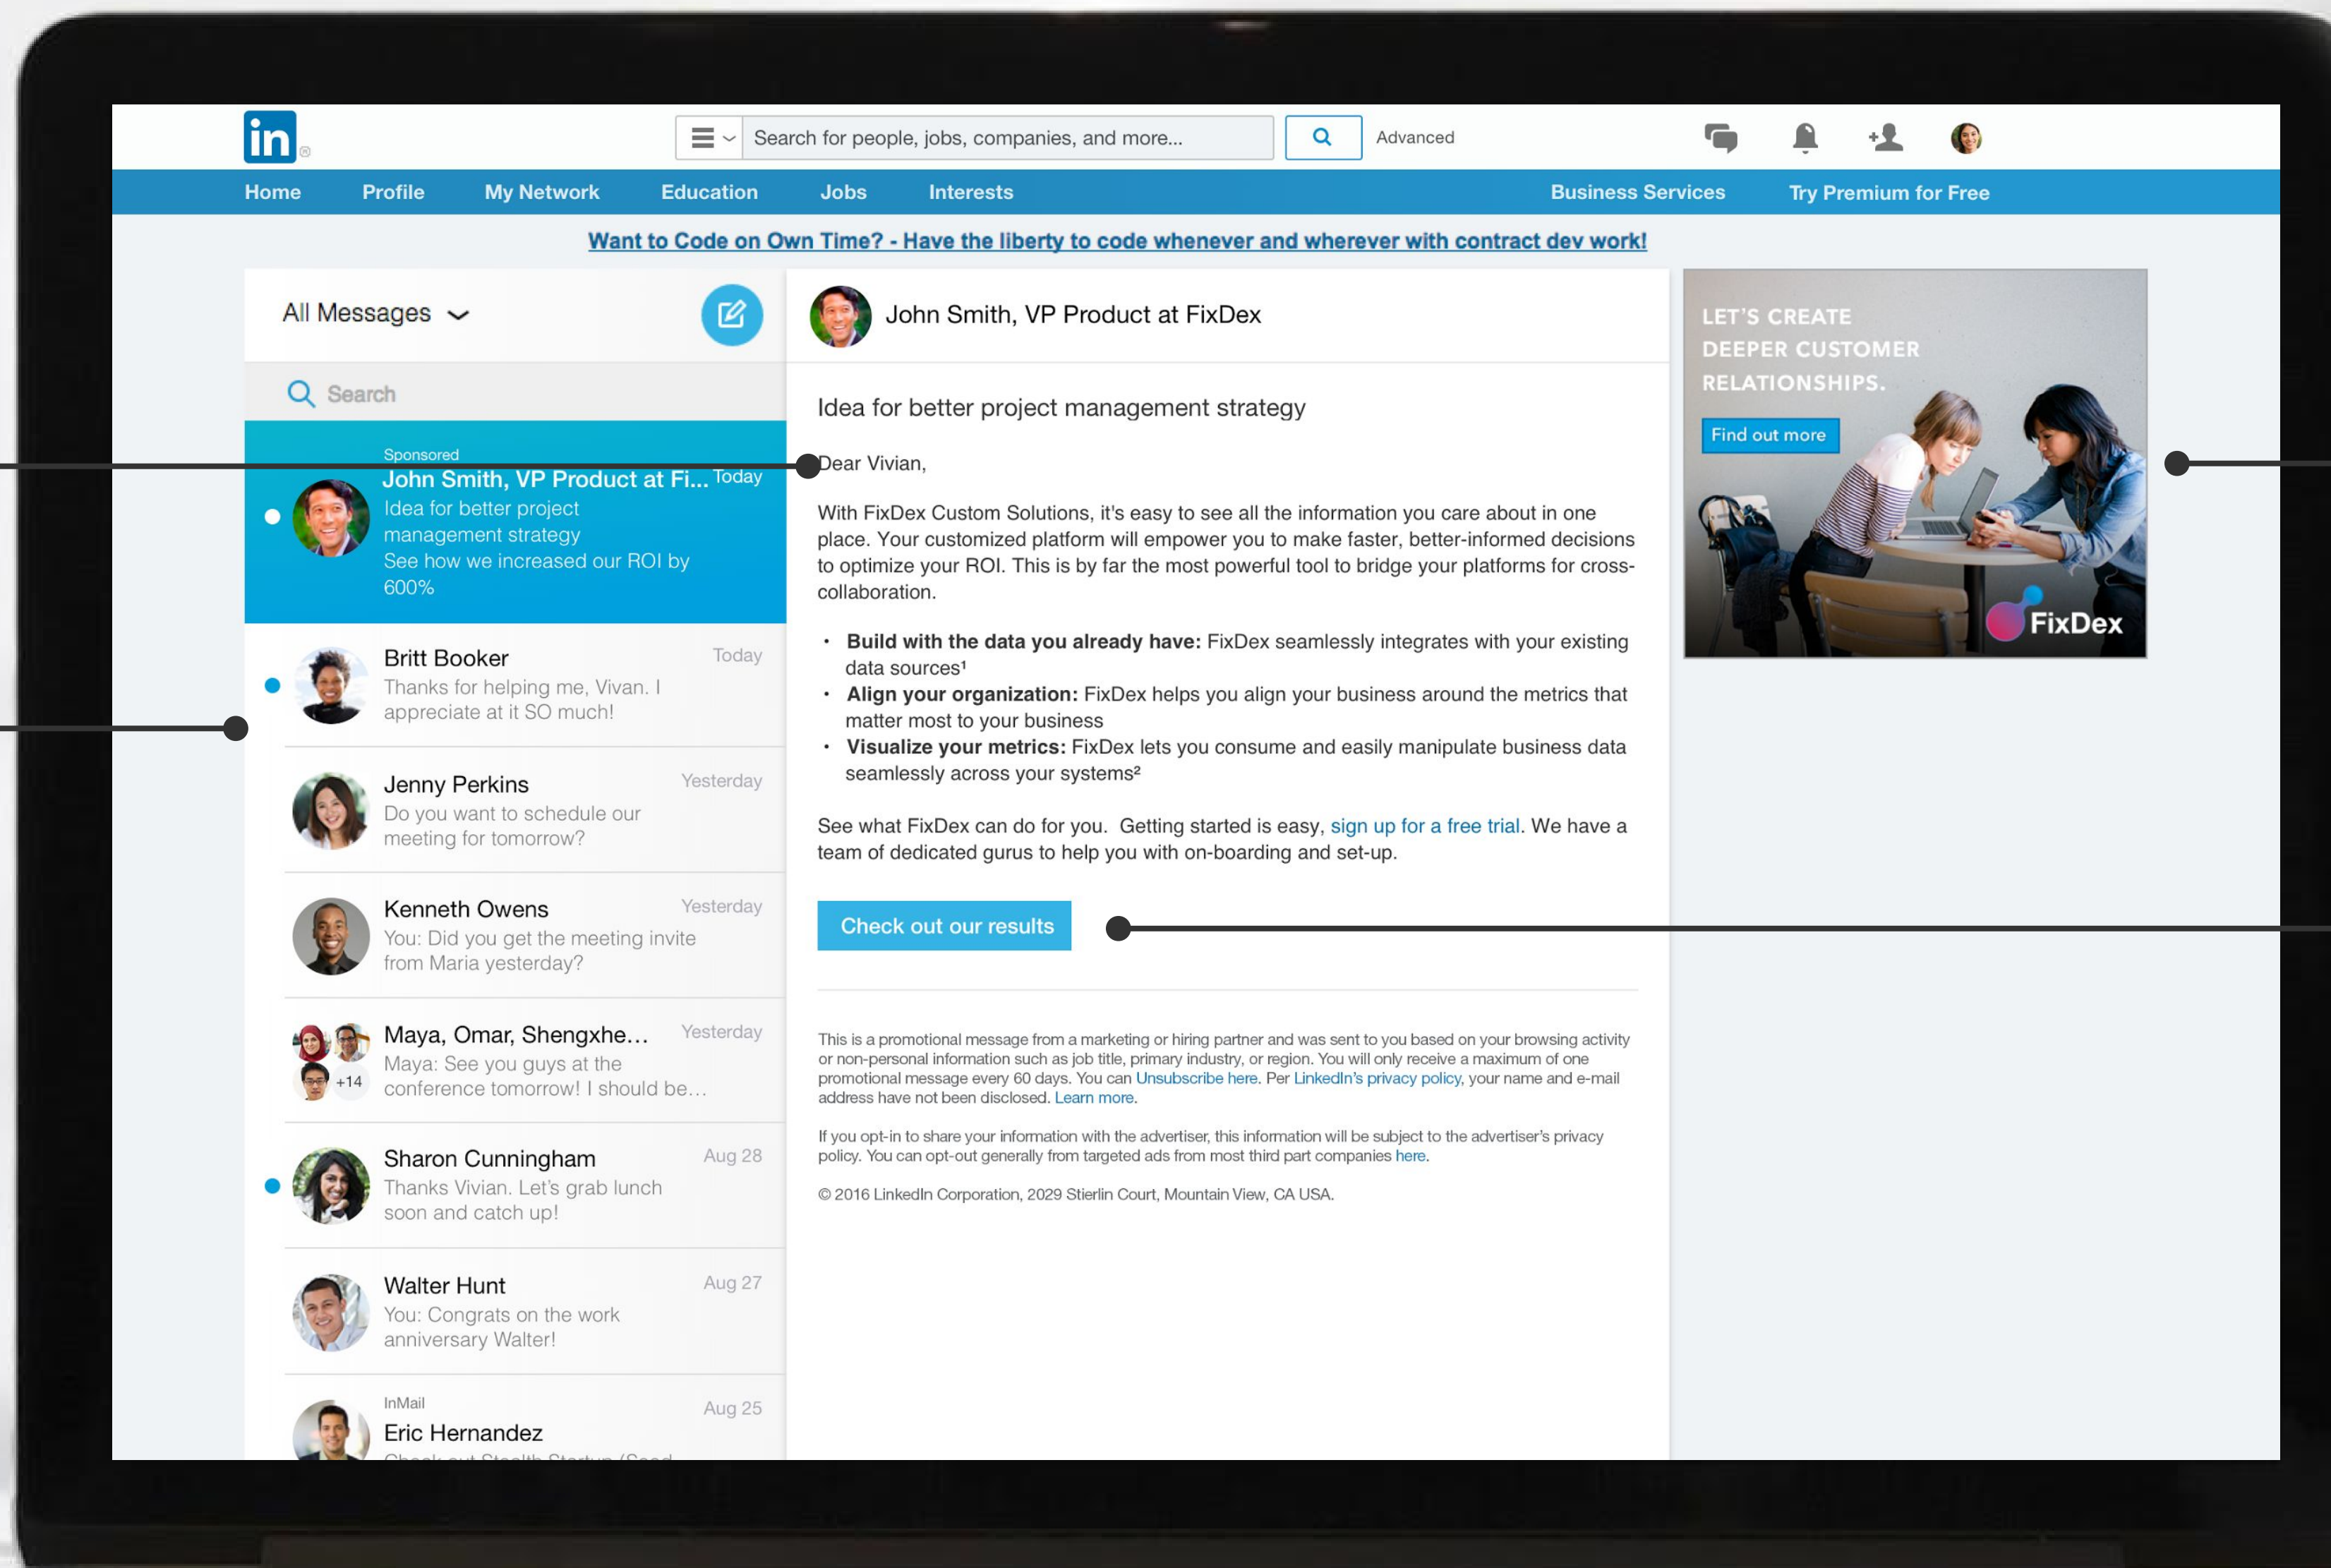 in®
Search for people, jobs, companies, and more...
Advanced
Home Profile My Network Education Jobs Interests Business Services Try Premium for Free
Want to Code on Own Time? - Have the liberty to code whenever and wherever with contract dev work!
All Messages
Search
Sponsored
John Smith, VP Product at Fi... Today
Idea for better project
management strategy
See how we increased our ROI by
600%
Britt Booker Today
Thanks for helping me, Vivan. I
appreciate at it SO much!
Jenny Perkins Yesterday
Do you want to schedule our
meeting for tomorrow?
Kenneth Owens Yesterday
You: Did you get the meeting invite
from Maria yesterday?
Maya, Omar, Shengxhe... Yesterday
Maya: See you guys at the
+14
conference tomorrow! I should be...
Sharon Cunningham Aug 28
Thanks Vivian. Let's grab lunch
soon and catch up!
Walter Hunt Aug 27
You: Congrats on the work
anniversary Walter!
InMail
Eric Hernandez Aug 25
Check out Stealth Startup (Seed
John Smith, VP Product at FixDex
Idea for better project management strategy
Dear Vivian,
With FixDex Custom Solutions, it's easy to see all the information you care about in one
place. Your customized platform will empower you to make faster, better-informed decisions
to optimize your ROI. This is by far the most powerful tool to bridge your platforms for cross-
collaboration.
• Build with the data you already have: FixDex seamlessly integrates with your existing
data sources¹
• Align your organization: FixDex helps you align your business around the metrics that
matter most to your business
• Visualize your metrics: FixDex lets you consume and easily manipulate business data
seamlessly across your systems²
See what FixDex can do for you. Getting started is easy, sign up for a free trial. We have a
team of dedicated gurus to help you with on-boarding and set-up.
Check out our results
This is a promotional message from a marketing or hiring partner and was sent to you based on your browsing activity
or non-personal information such as job title, primary industry, or region. You will only receive a maximum of one
promotional message every 60 days. You can Unsubscribe here. Per LinkedIn's privacy policy, your name and e-mail
address have not been disclosed. Learn more.
If you opt-in to share your information with the advertiser, this information will be subject to the advertiser's privacy
policy. You can opt-out generally from targeted ads from most third part companies here.
© 2016 LinkedIn Corporation, 2029 Stierlin Court, Mountain View, CA USA.
LET'S CREATE
DEEPER CUSTOMER
RELATIONSHIPS.
Find out more
FixDex